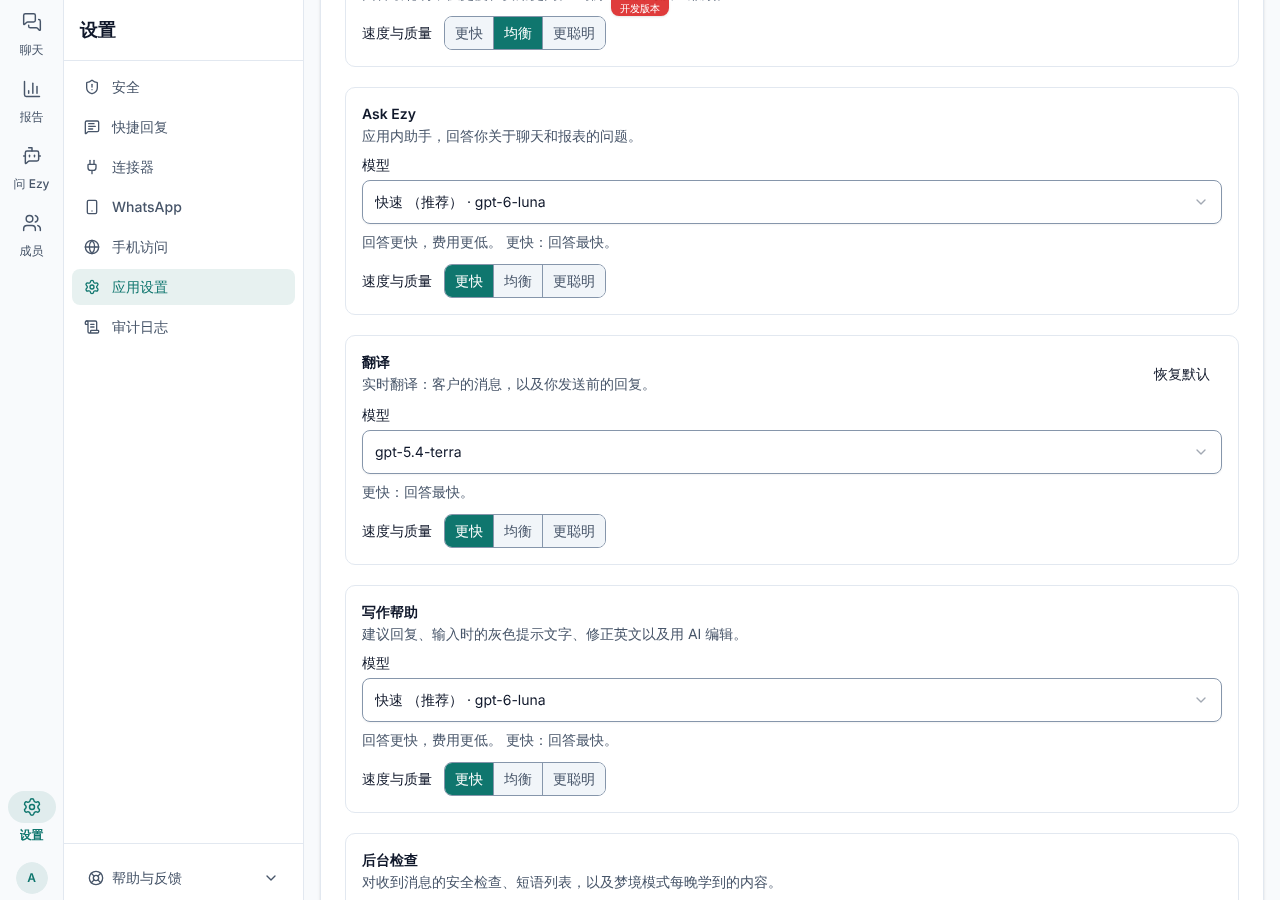 聊天
报告
问 Ezy
成员
设置
A
设置
安全
快捷回复
连接器
WhatsApp
手机访问
应用设置
审计日志
帮助与反馈
开发版本
速度与质量 更快 均衡 更聪明
Ask Ezy
应用内助手，回答你关于聊天和报表的问题。
模型
快速 （推荐） · gpt-6-luna
回答更快，费用更低。 更快：回答最快。
速度与质量 更快 均衡 更聪明
翻译
实时翻译：客户的消息，以及你发送前的回复。
恢复默认
模型
gpt-5.4-terra
更快：回答最快。
速度与质量 更快 均衡 更聪明
写作帮助
建议回复、输入时的灰色提示文字、修正英文以及用 AI 编辑。
模型
快速 （推荐） · gpt-6-luna
回答更快，费用更低。 更快：回答最快。
速度与质量 更快 均衡 更聪明
后台检查
对收到消息的安全检查、短语列表，以及梦境模式每晚学到的内容。